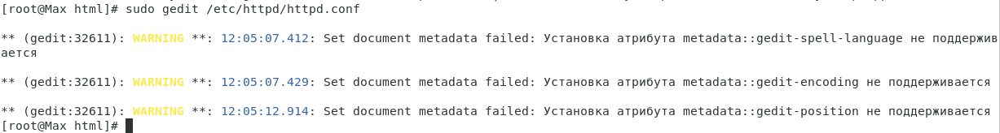 [root@Max html]# sudo gedit /etc/httpd/httpd.conf
** (gedit:32611): WARNING **: 12:05:07.412: Set document metadata failed: Установка атрибута metadata::gedit-spell-language не поддержив
ается
** (gedit:32611): WARNING **: 12:05:07.429: Set document metadata failed: Установка атрибута metadata::gedit-encoding не поддерживается
** (gedit:32611): WARNING **: 12:05:12.914: Set document metadata failed: Установка атрибута metadata::gedit-position не поддерживается
[root@Max html]#